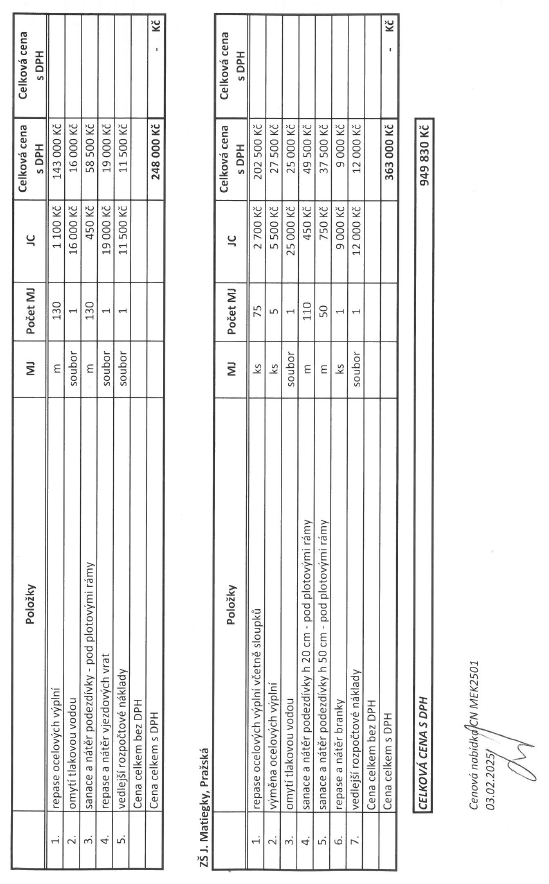 Položky MJ Počet MJ JC Celková cena s DPH Celková cena s DPH
1. repase ocelových výplní m 130 1 100 Kč 143 000 Kč
2. omytí tlakovou vodou soubor 1 16 000 Kč 16 000 Kč
3. sanace a nátěr podezdívky - pod plotovými rámy m 130 450 Kč 58 500 Kč
4. repase a nátěr vjezdových vrat soubor 1 19 000 Kč 19 000 Kč
5. vedlejší rozpočtové náklady soubor 1 11 500 Kč 11 500 Kč
Cena celkem bez DPH
Cena celkem s DPH 248 000 Kč - Kč
ZŠ J. Matiegky, Pražská
Položky MJ Počet MJ JC Celková cena s DPH Celková cena s DPH
1. repase ocelových výplní včetně sloupků ks 75 2 700 Kč 202 500 Kč
2. výměna ocelových výplní ks 5 5 500 Kč 27 500 Kč
3. omytí tlakovou vodou soubor 1 25 000 Kč 25 000 Kč
4. sanace a nátěr podezdívky h 20 cm - pod plotovými rámy m 110 450 Kč 49 500 Kč
5. sanace a nátěr podezdívky h 50 cm - pod plotovými rámy m 50 750 Kč 37 500 Kč
6. repase a nátěr branky ks 1 9 000 Kč 9 000 Kč
7. vedlejší rozpočtové náklady soubor 1 12 000 Kč 12 000 Kč
Cena celkem bez DPH
Cena celkem s DPH 363 000 Kč - Kč
CELKOVÁ CENA S DPH 949 830 Kč
Cenová nabídka CN MEK2501
03.02.2025